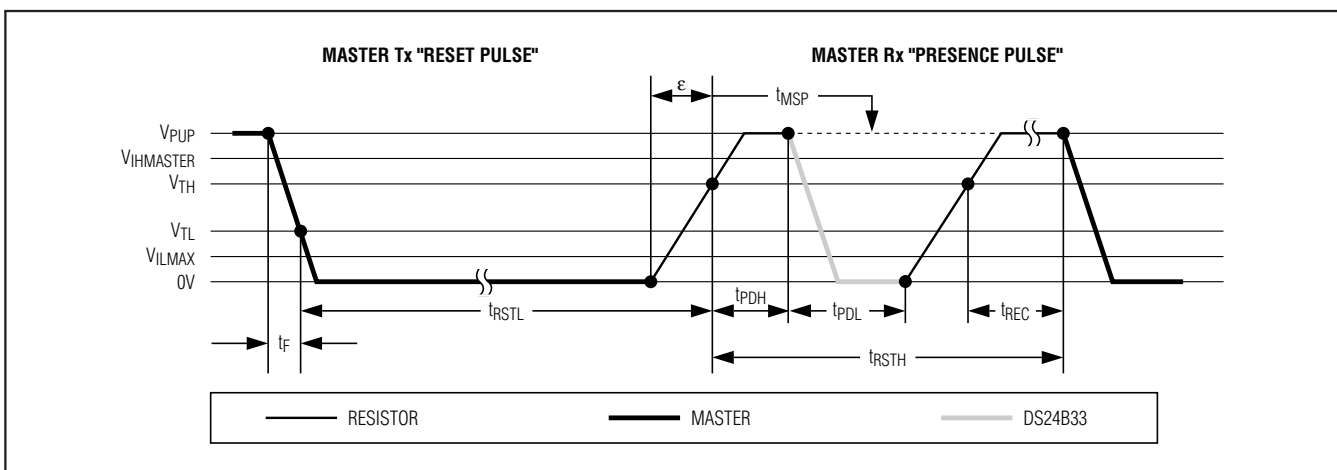 MASTER Tx "RESET PULSE"
MASTER Rx "PRESENCE PULSE"
ε
tMSP
VPUP
VIHMASTER
VTH
VTL
VILMAX
0V
tRSTL
tPDH
tPDL
tREC
tF
tRSTH
RESISTOR
MASTER
DS24B33